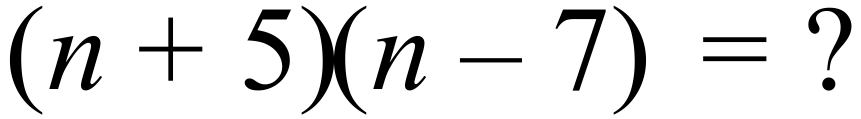 (n + 5)(n − 7) = ?